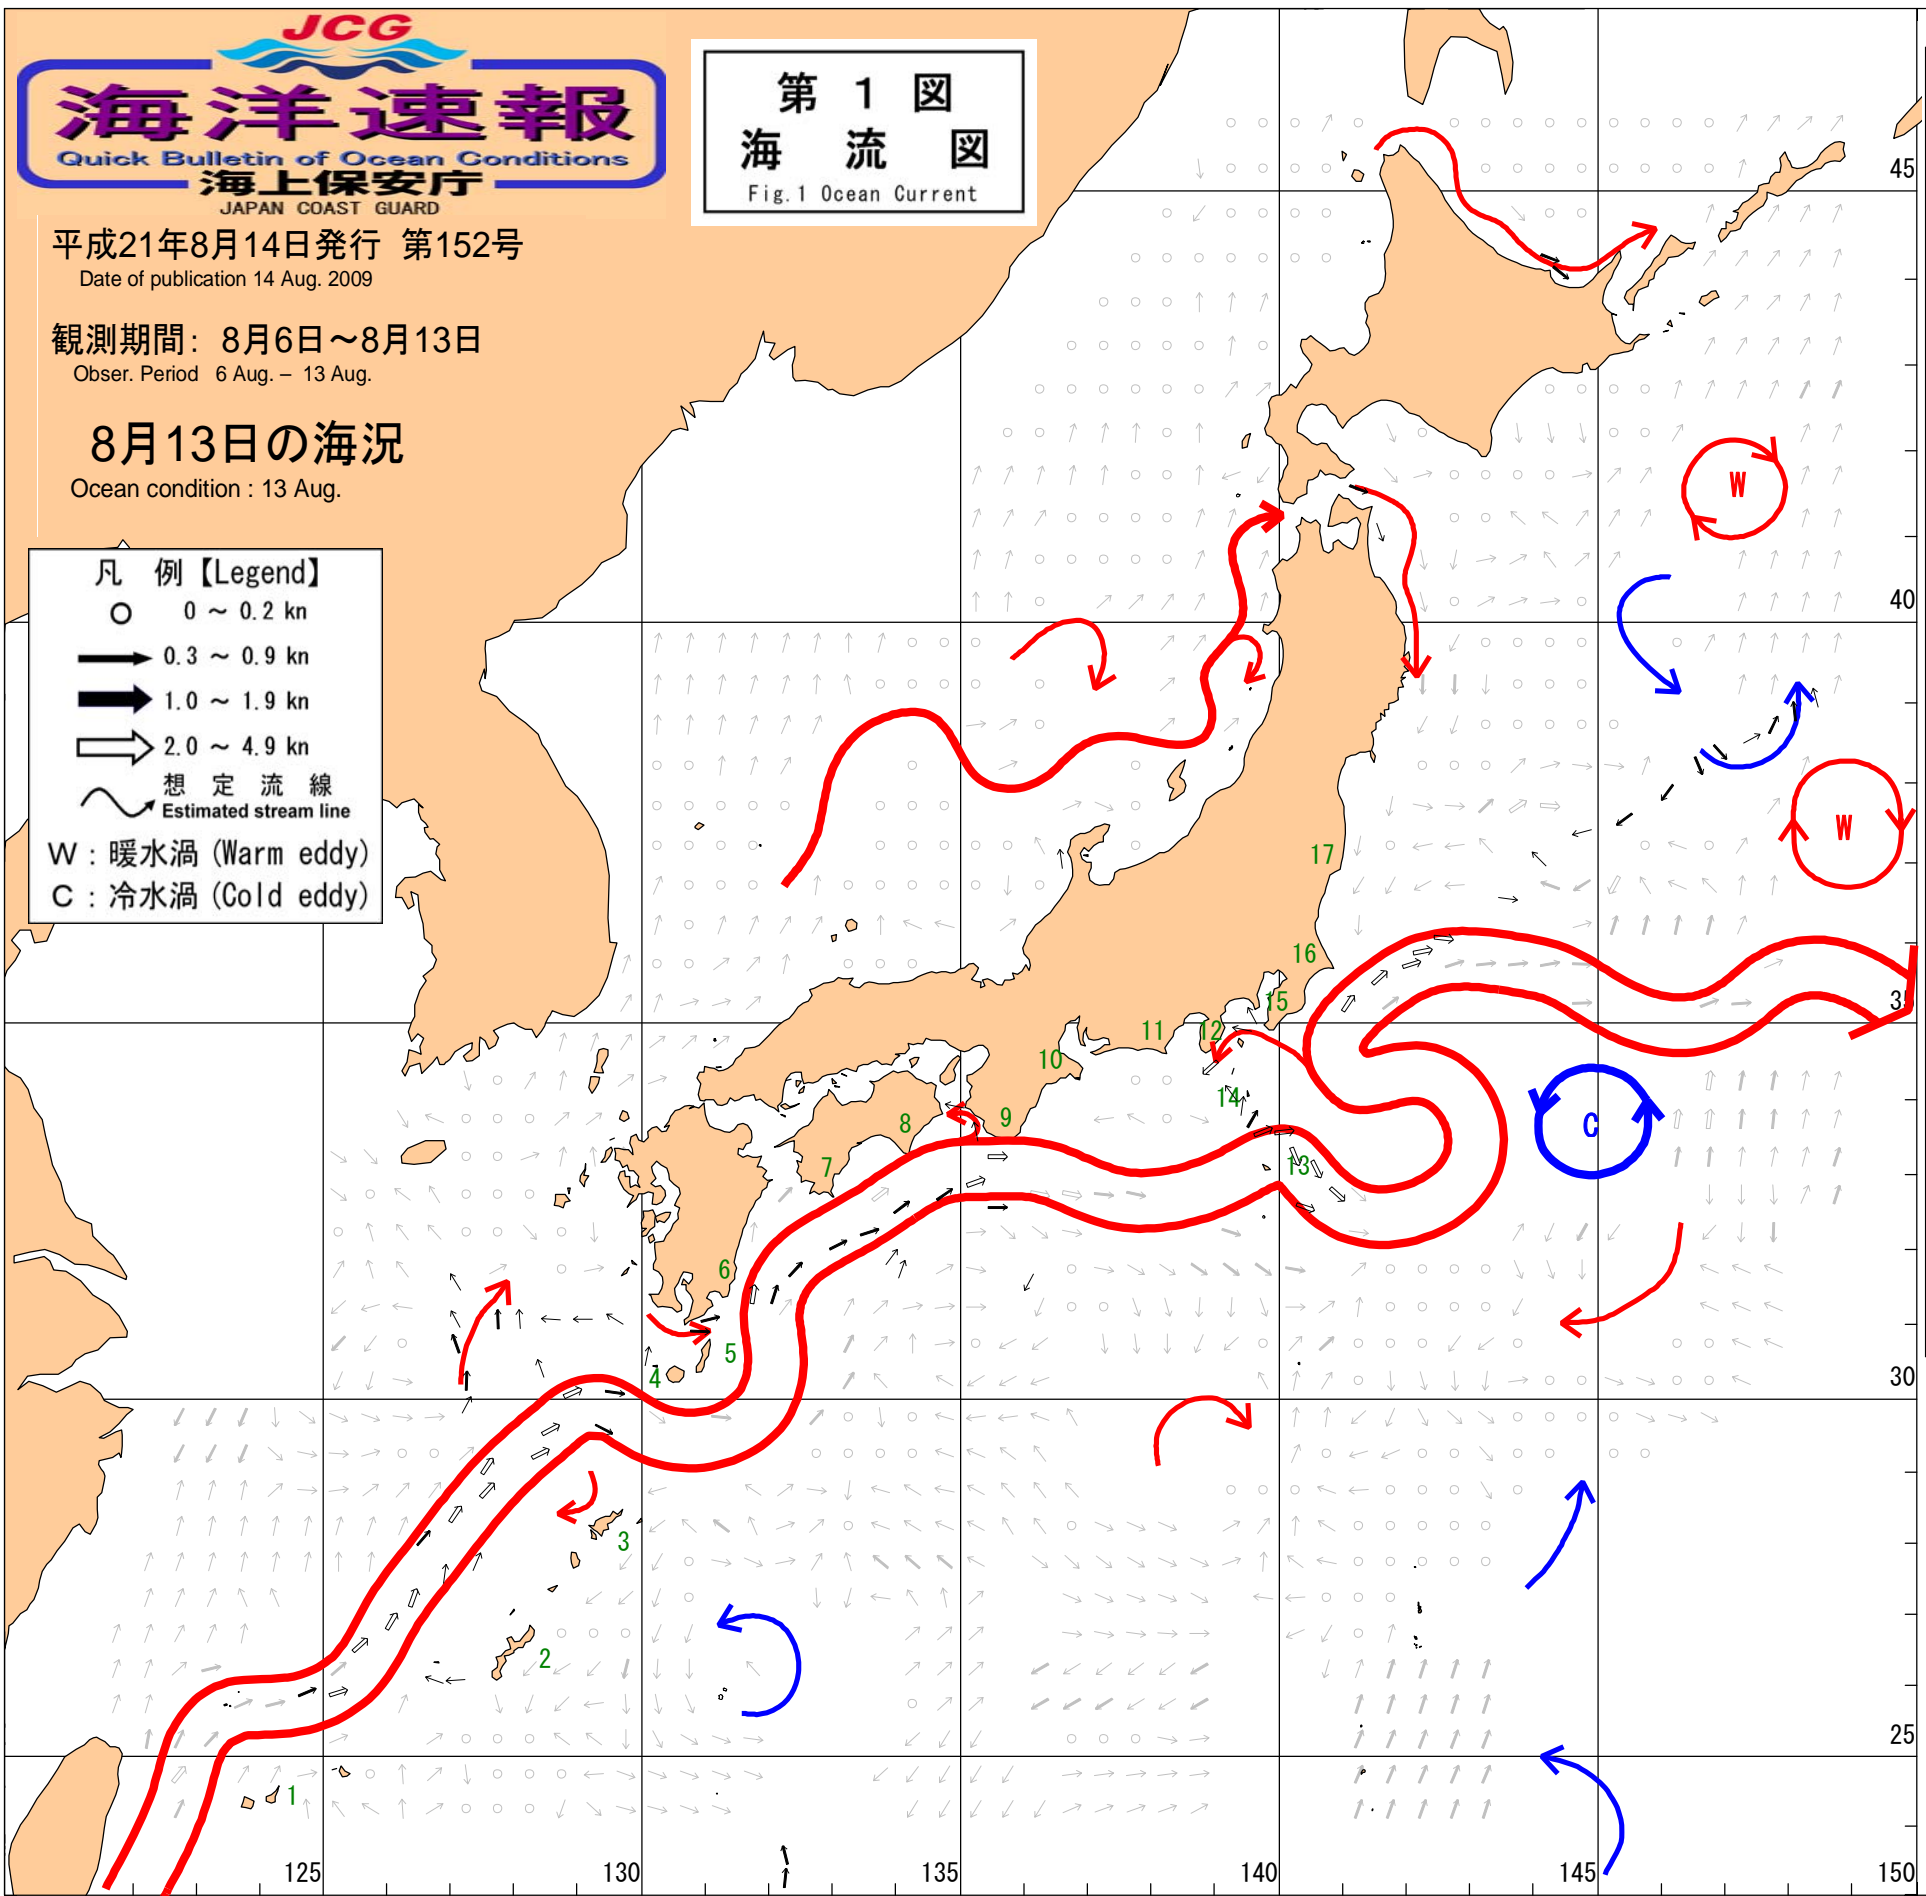 JCG
海洋速報
Quick Bulletin of Ocean Conditions
海上保安庁
JAPAN COAST GUARD
第 1 図
海 流 図
Fig.1 Ocean Current
平成21年8月14日発行 第152号
Date of publication 14 Aug. 2009
観測期間: 8月6日～8月13日
Obser. Period 6 Aug. – 13 Aug.
8月13日の海況
Ocean condition : 13 Aug.
凡 例【Legend】
0 ～ 0.2 kn
0.3 ～ 0.9 kn
1.0 ～ 1.9 kn
2.0 ～ 4.9 kn
想 定 流 線
Estimated stream line
W : 暖水渦 (Warm eddy)
C : 冷水渦 (Cold eddy)
45
W
40
W
17
16
35
15
12
11
10
14
C
9
8
13
7
6
5
4
30
3
2
25
1
125
130
135
140
145
150